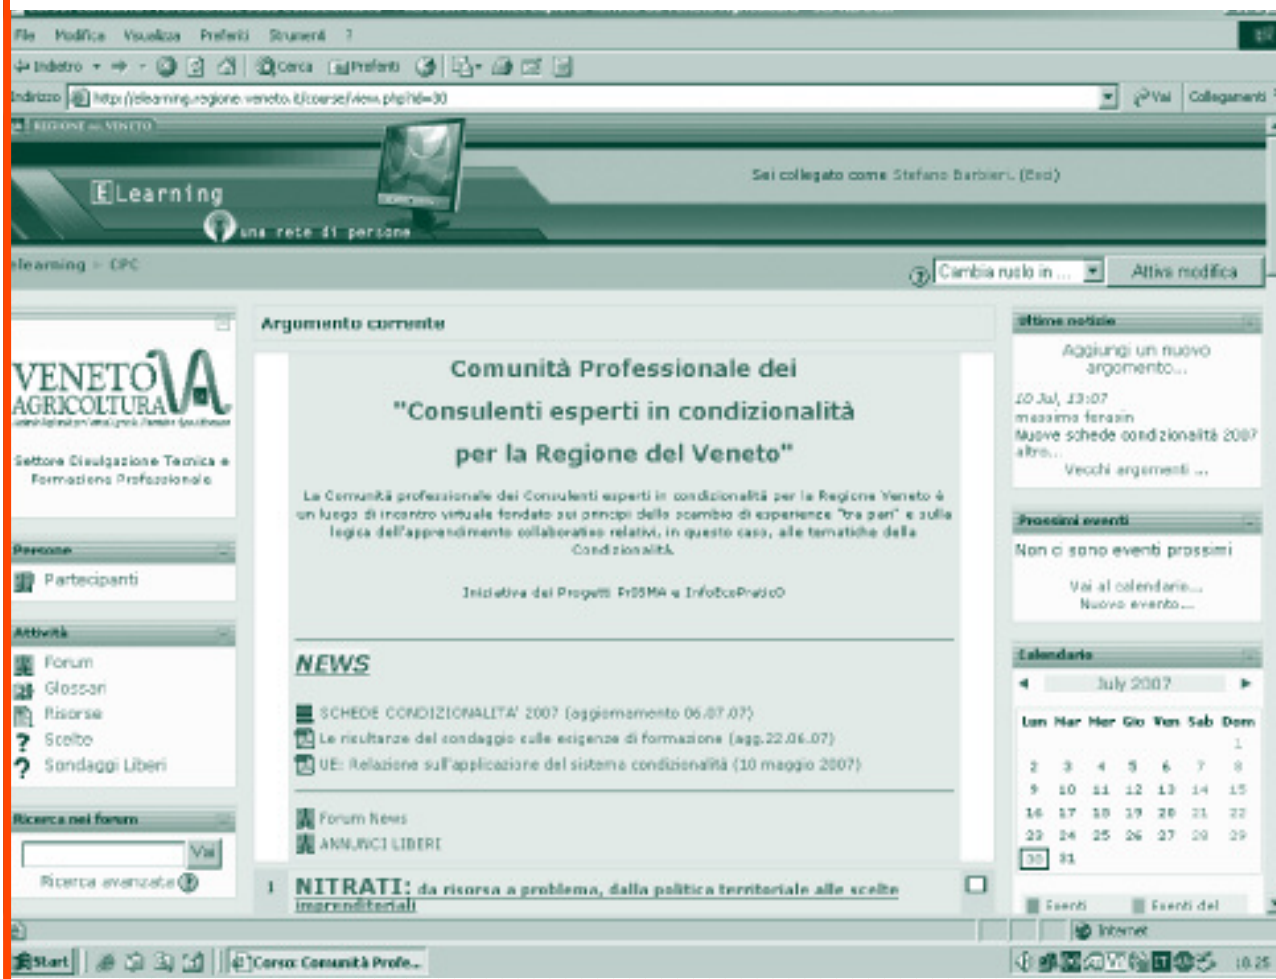 File Modifica Visualizza Preferiti Strumenti ?
Indietro Cerca Preferiti
Indirizzo http://elearning.regione.veneto.it/course/view.php?id=30 Vai Collegamenti
REGIONE DEL VENETO
ELearning
una rete di persone
Sei collegato come Stefano Barbieri. (Esci)
elearning ► CPC
Cambia ruolo in ... Attiva modifica
VENETO
AGRICOLTURA
Settore Divulgazione Tecnica e
Formazione Professionale
Persone
Partecipanti
Attività
Forum
Glossari
Risorse
Scelte
Sondaggi Liberi
Ricerca nei forum
Vai
Ricerca avanzata
Argomento corrente
Comunità Professionale dei
"Consulenti esperti in condizionalità
per la Regione del Veneto"
La Comunità professionale dei Consulenti esperti in condizionalità per la Regione Veneto è
un luogo di incontro virtuale fondato sui principi dello scambio di esperienze "tra pari" e sulla
logica dell'apprendimento collaborativo relativi, in questo caso, alle tematiche della
Condizionalità.
Iniziativa dei Progetti PrOSMA e InfoEcoPraticO
NEWS
SCHEDE CONDIZIONALITA' 2007 (aggiornamento 06.07.07)
Le risultanze del sondaggio sulle esigenze di formazione (agg.22.06.07)
UE: Relazione sull'applicazione del sistema condizionalità (10 maggio 2007)
Forum News
ANNUNCI LIBERI
1 NITRATI: da risorsa a problema, dalla politica territoriale alle scelte
imprenditoriali
Ultime notizie
Aggiungi un nuovo
argomento...
10 Jul, 13:07
massimo ferasin
Nuove schede condizionalità 2007
altro...
Vecchi argomenti ...
Prossimi eventi
Non ci sono eventi prossimi
Vai al calendario...
Nuovo evento...
Calendario
◄ July 2007 ►
Lun Mar Mer Gio Ven Sab Dom
1
2 3 4 5 6 7 8
9 10 11 12 13 14 15
16 17 18 19 20 21 22
23 24 25 26 27 28 29
30 31
Eventi Eventi del
Internet
Start Corso: Comunità Profe... 18.25